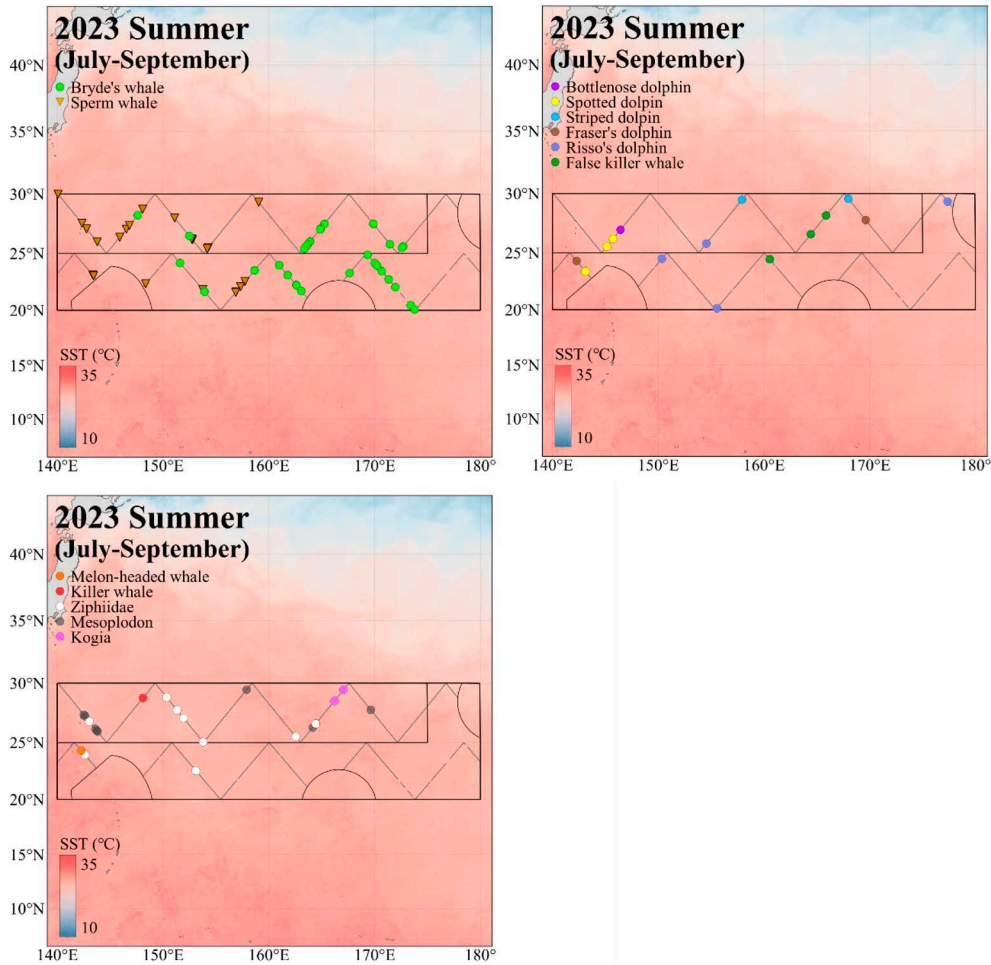 2023 Summer
(July-September)
Bryde's whale
Sperm whale
40°N
35°N
30°N
25°N
20°N
15°N
10°N
SST (℃)
35
10
140°E
150°E
160°E
170°E
180°
2023 Summer
(July-September)
Bottlenose dolphin
Spotted dolpin
Striped dolpin
Fraser's dolphin
Risso's dolphin
False killer whale
40°N
35°N
30°N
25°N
20°N
15°N
10°N
SST (℃)
35
10
140°E
150°E
160°E
170°E
180°
2023 Summer
(July-September)
Melon-headed whale
Killer whale
Ziphiidae
Mesoplodon
Kogia
40°N
35°N
30°N
25°N
20°N
15°N
10°N
SST (℃)
35
10
140°E
150°E
160°E
170°E
180°